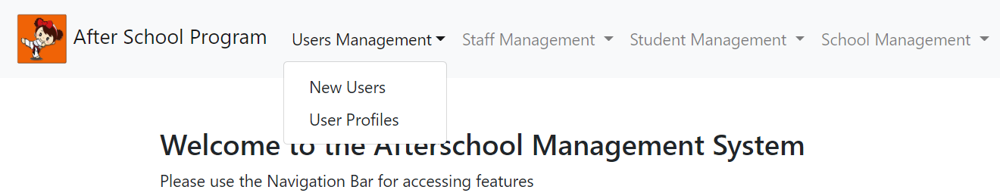 After School Program Users Management Staff Management Student Management School Management
New Users
User Profiles
Welcome to the Afterschool Management System
Please use the Navigation Bar for accessing features